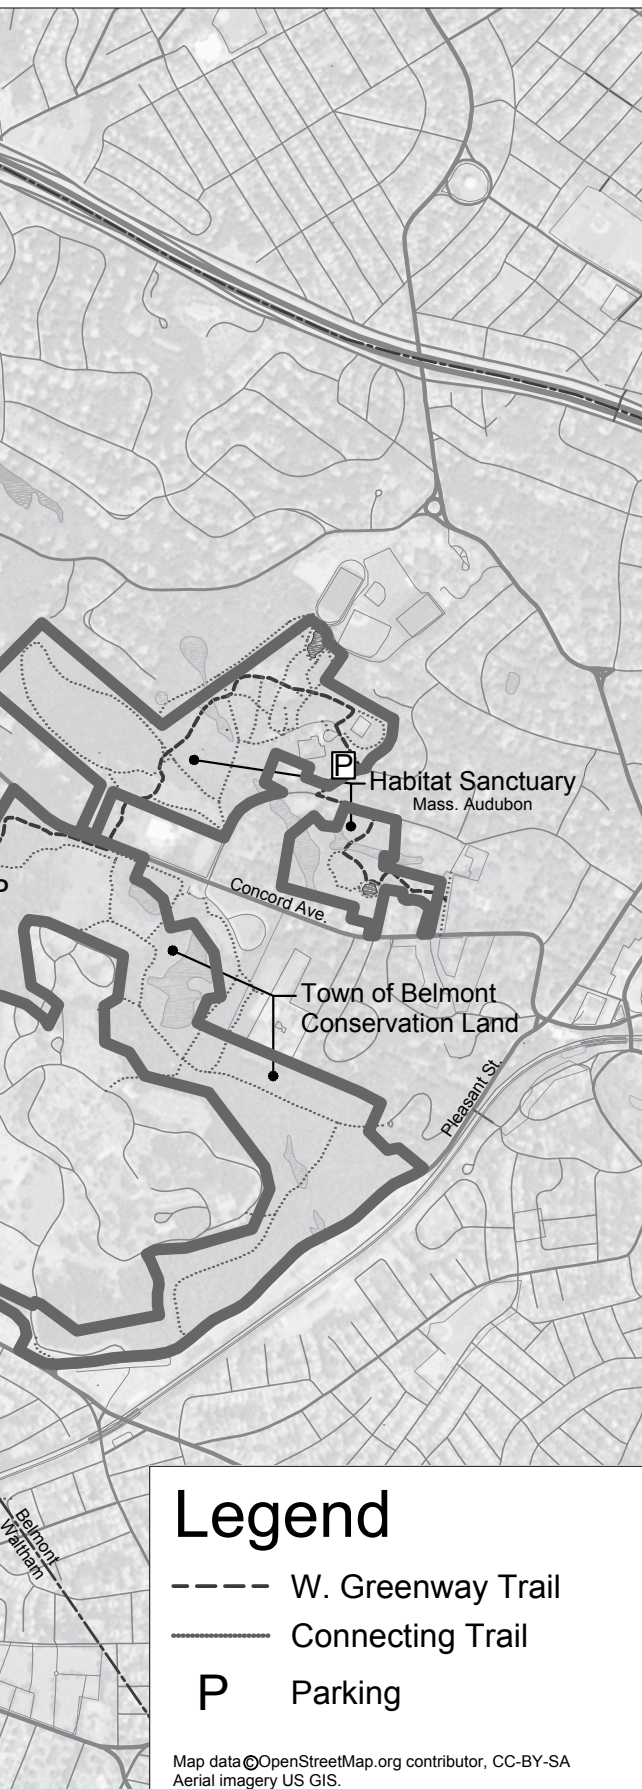 P
Habitat Sanctuary
Mass. Audubon
P
Concord Ave.
Town of Belmont
Conservation Land
Pleasant St.
Belmont
Waltham
Legend
W. Greenway Trail
Connecting Trail
P Parking
Map data©OpenStreetMap.org contributor, CC-BY-SA
Aerial imagery US GIS.